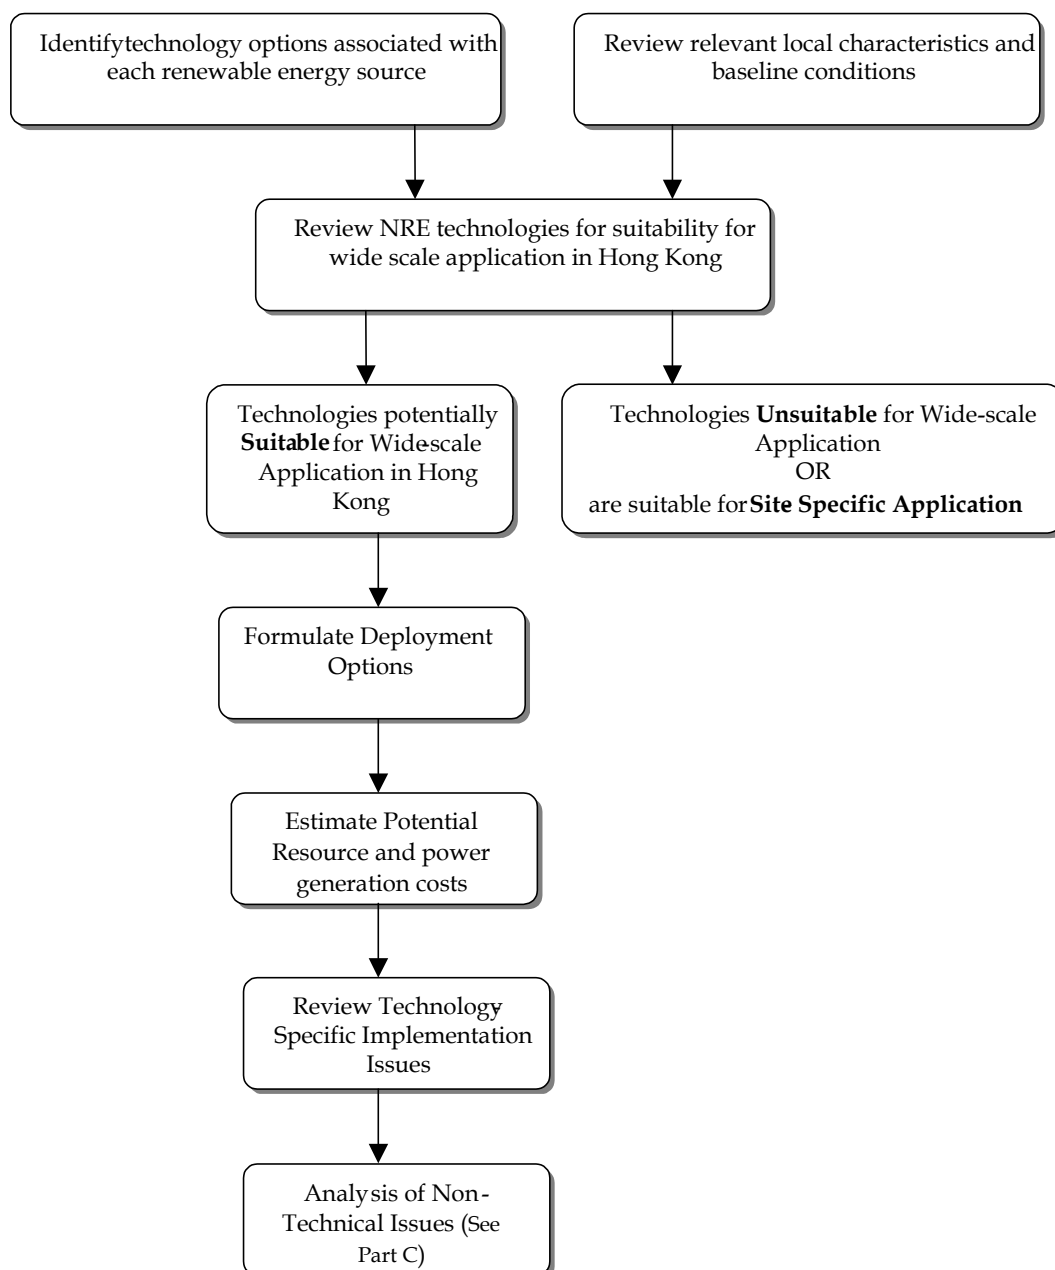 Identifytechnology options associated with
each renewable energy source
Review relevant local characteristics and
baseline conditions
Review NRE technologies for suitability for
wide scale application in Hong Kong
Technologies potentially
Suitable for Wide-scale
Application in Hong
Kong
Technologies Unsuitable for Wide-scale
Application
OR
are suitable for Site Specific Application
Formulate Deployment
Options
Estimate Potential
Resource and power
generation costs
Review Technology-
Specific Implementation
Issues
Analysis of Non-
Technical Issues (See
Part C)